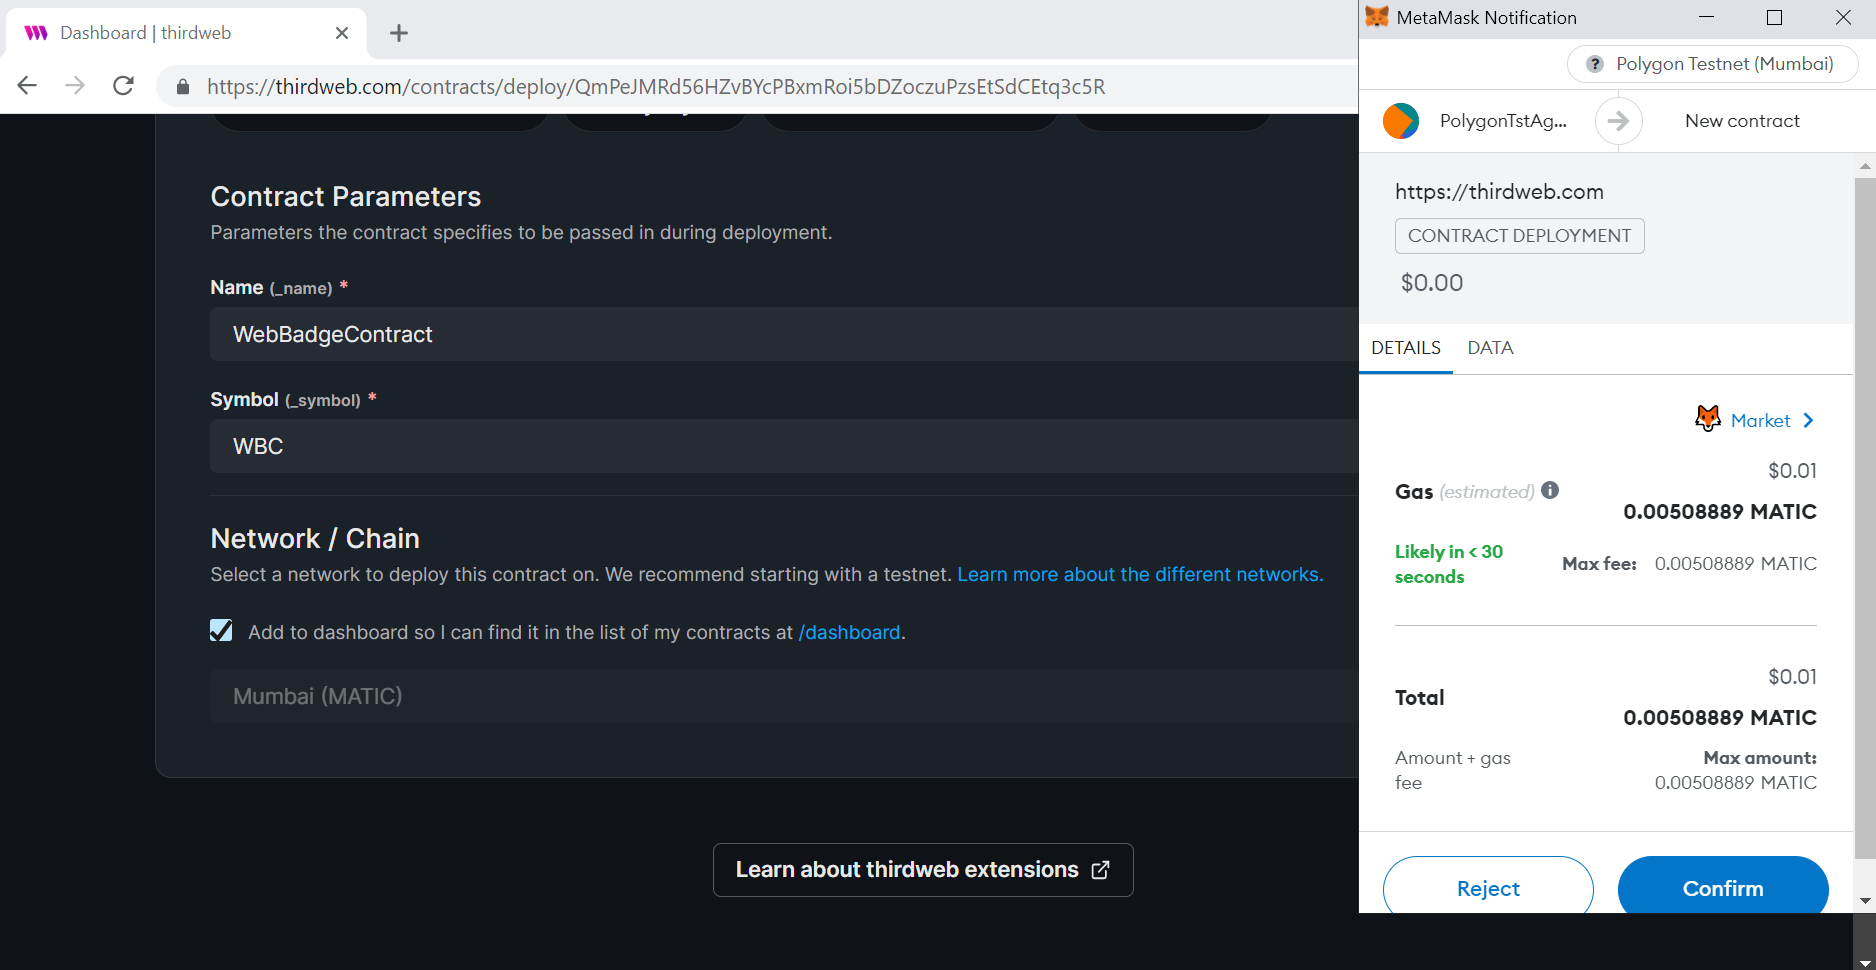 Dashboard | thirdweb
https://thirdweb.com/contracts/deploy/QmPeJMRd56HZvBYcPBxmRoi5bDZoczuPzsEtSdCEtq3c5R
Contract Parameters
Parameters the contract specifies to be passed in during deployment.
Name (_name) *
WebBadgeContract
Symbol (_symbol) *
WBC
Network / Chain
Select a network to deploy this contract on. We recommend starting with a testnet. Learn more about the different networks.
Add to dashboard so I can find it in the list of my contracts at /dashboard.
Mumbai (MATIC)
Learn about thirdweb extensions
MetaMask Notification
Polygon Testnet (Mumbai)
PolygonTstAg...
New contract
https://thirdweb.com
CONTRACT DEPLOYMENT
$0.00
DETAILS DATA
Market
$0.01
Gas (estimated)
0.00508889 MATIC
Likely in < 30
seconds
Max fee: 0.00508889 MATIC
$0.01
Total
0.00508889 MATIC
Amount + gas
fee
Max amount:
0.00508889 MATIC
Reject
Confirm